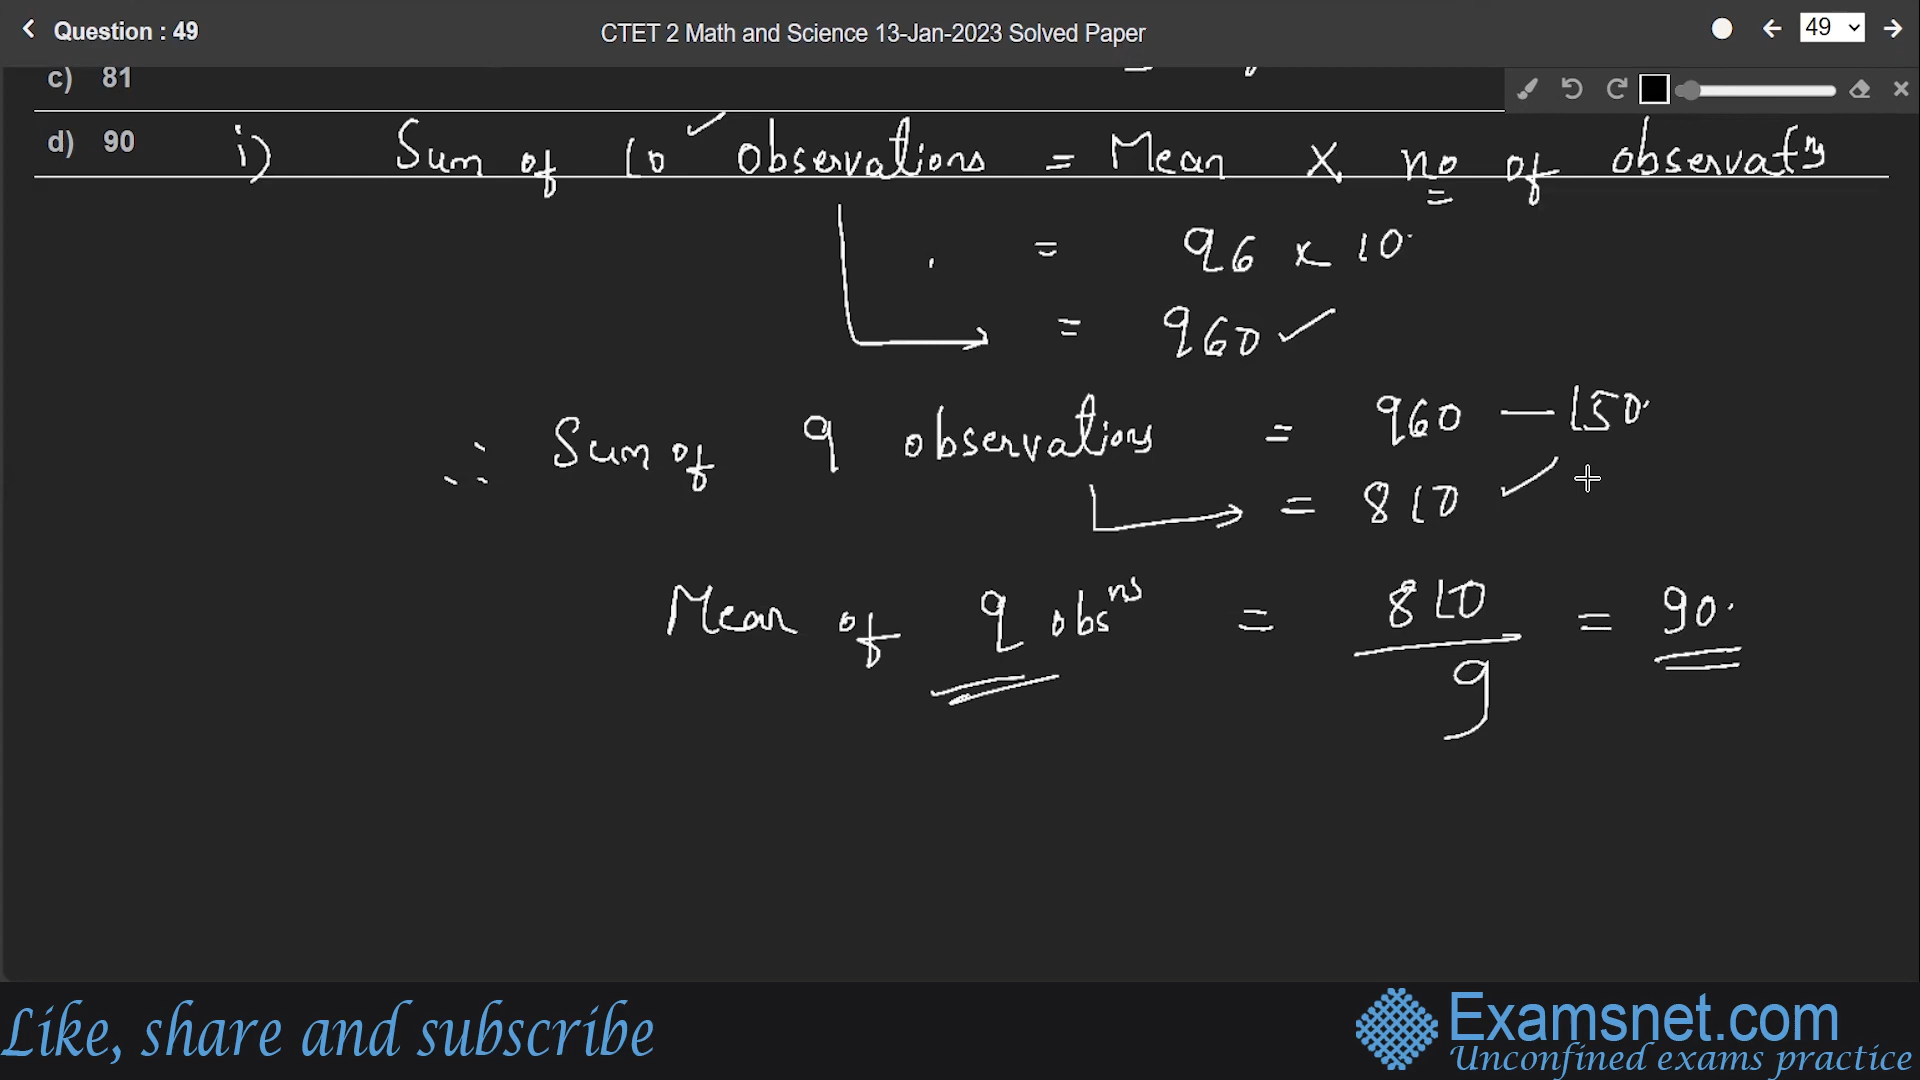 Question : 49
CTET 2 Math and Science 13-Jan-2023 Solved Paper
49
c) 81
d) 90
i) Sum of 10 observations = Mean X no of observatns
= 96 x 10
= 960 ✓
∴ Sum of 9 observations = 960 — 150
= 810 ✓
Mean of 9 obsns = 810/9 = 90
Like, share and subscribe
Examsnet.com
Unconfined exams practice